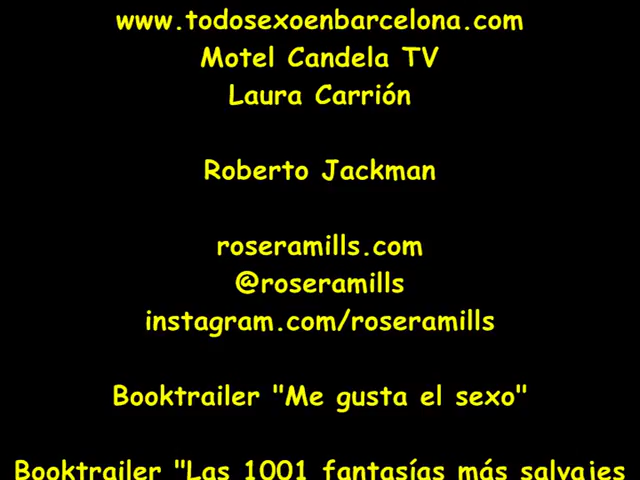 www.todosexoenbarcelona.com
Motel Candela TV
Laura Carrión
Roberto Jackman
roseramills.com
@roseramills
instagram.com/roseramills
Booktrailer "Me gusta el sexo"
Booktrailer "Las 1001 fantasías más salvajes